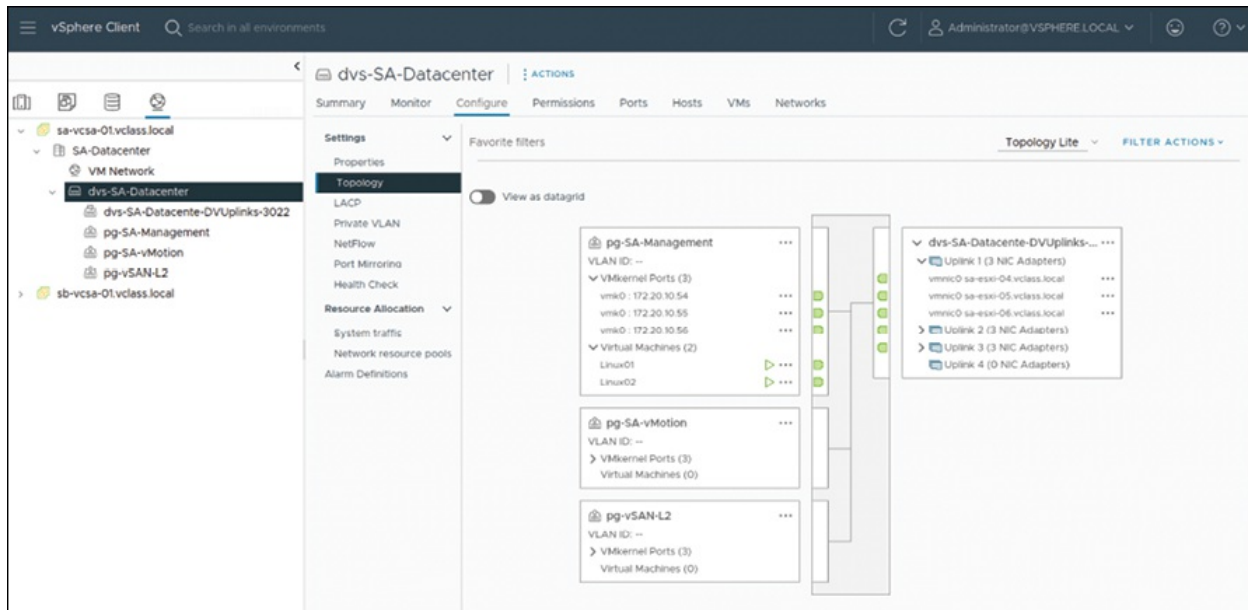 vSphere Client Search in all environments Administrator@VSPHERE.LOCAL
sa-vcsa-01.vclass.local
SA-Datacenter
VM Network
dvs-SA-Datacenter
dvs-SA-Datacente-DVUplinks-3022
pg-SA-Management
pg-SA-vMotion
pg-vSAN-L2
sb-vcsa-01.vclass.local
dvs-SA-Datacenter ACTIONS
Summary Monitor Configure Permissions Ports Hosts VMs Networks
Settings
Properties
Topology
LACP
Private VLAN
NetFlow
Port Mirroring
Health Check
Resource Allocation
System traffic
Network resource pools
Alarm Definitions
Favorite filters Topology Lite FILTER ACTIONS
View as datagrid
pg-SA-Management ...
VLAN ID: --
VMkernel Ports (3)
vmk0 : 172.20.10.54 ...
vmk0 : 172.20.10.55 ...
vmk0 : 172.20.10.56 ...
Virtual Machines (2)
Linux01 ...
Linux02 ...
pg-SA-vMotion ...
VLAN ID: --
VMkernel Ports (3)
Virtual Machines (0)
pg-vSAN-L2 ...
VLAN ID: --
VMkernel Ports (3)
Virtual Machines (0)
dvs-SA-Datacente-DVUplinks-... ...
Uplink 1 (3 NIC Adapters)
vmnic0 sa-esxi-04.vclass.local ...
vmnic0 sa-esxi-05.vclass.local ...
vmnic0 sa-esxi-06.vclass.local ...
Uplink 2 (3 NIC Adapters)
Uplink 3 (3 NIC Adapters)
Uplink 4 (0 NIC Adapters)